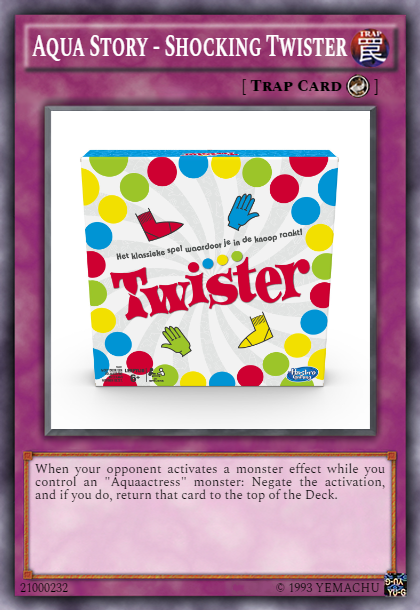 AQUA STORY - SHOCKING TWISTER
TRAP
罠
[ TRAP CARD ]
Het klassieke spel waardoor je in de knoop raakt!
Twister
6+
Hasbro
Gaming
When your opponent activates a monster effect while you
control an "Aquaactress" monster: Negate the activation,
and if you do, return that card to the top of the Deck.
21000232
© 1993 YEMACHU